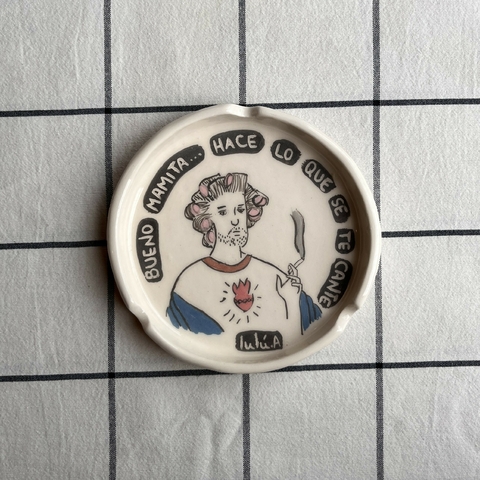 BUENO MAMITA... HACE LO QUE SE TE CANTE
lulú.A